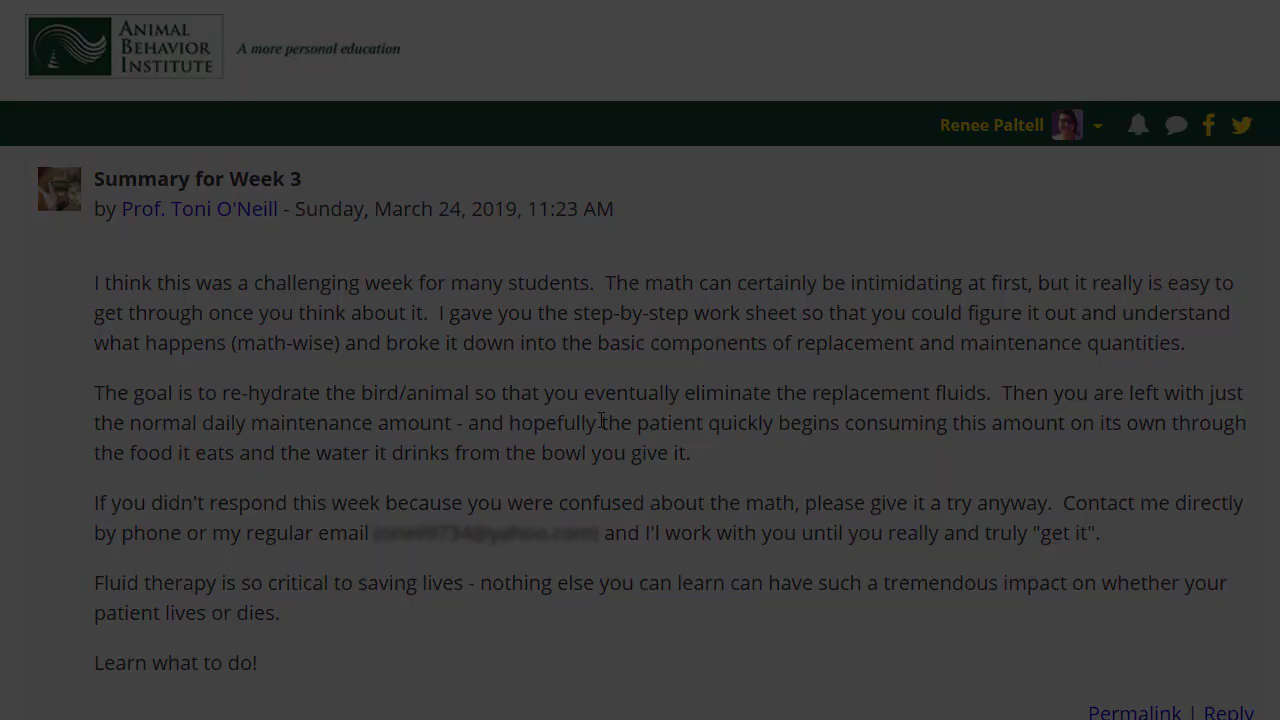 ANIMAL
BEHAVIOR
INSTITUTE
A more personal education
Renee Paltell
Summary for Week 3
by Prof. Toni O'Neill - Sunday, March 24, 2019, 11:23 AM
I think this was a challenging week for many students.  The math can certainly be intimidating at first, but it really is easy to
get through once you think about it.  I gave you the step-by-step work sheet so that you could figure it out and understand
what happens (math-wise) and broke it down into the basic components of replacement and maintenance quantities.
The goal is to re-hydrate the bird/animal so that you eventually eliminate the replacement fluids.  Then you are left with just
the normal daily maintenance amount - and hopefully the patient quickly begins consuming this amount on its own through
the food it eats and the water it drinks from the bowl you give it.
If you didn't respond this week because you were confused about the math, please give it a try anyway.  Contact me directly
by phone or my regular email and I'l work with you until you really and truly "get it".
Fluid therapy is so critical to saving lives - nothing else you can learn can have such a tremendous impact on whether your
patient lives or dies.
Learn what to do!
Permalink | Reply